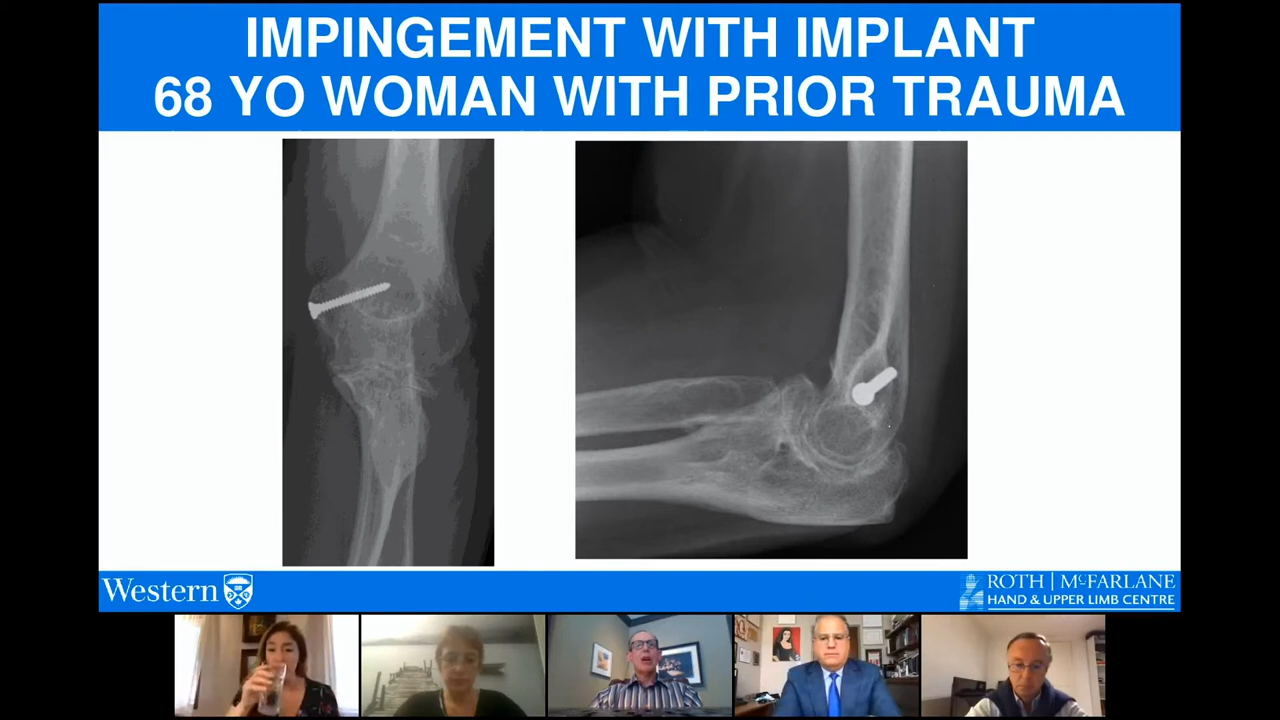 IMPINGEMENT WITH IMPLANT
68 YO WOMAN WITH PRIOR TRAUMA
Western
ROTH | MCFARLANE
HAND & UPPER LIMB CENTRE